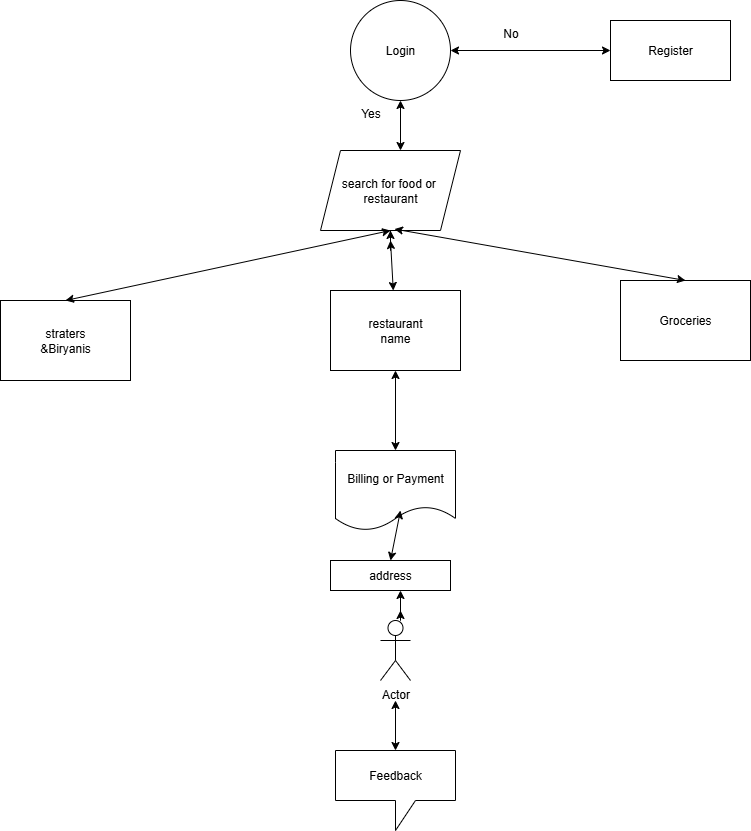 Login
No
Register
Yes
search for food or
restaurant
straters
&Biryanis
restaurant
name
Groceries
Billing or Payment
address
Actor
Feedback